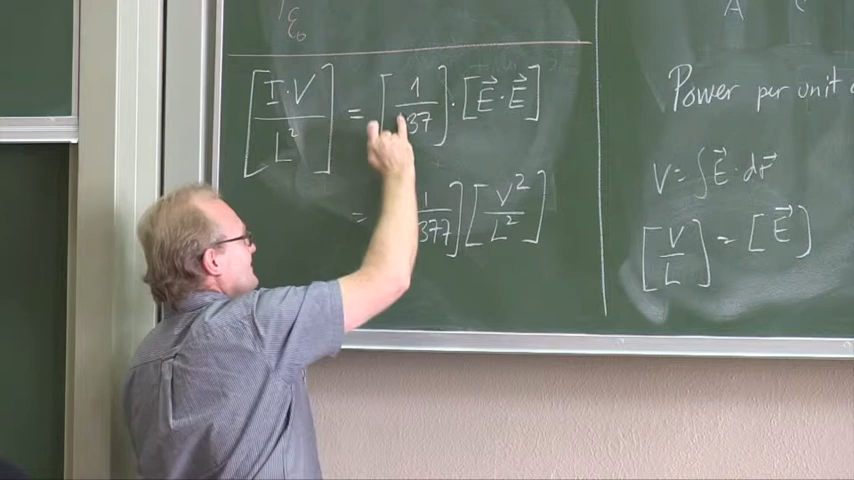 ε₀
[I·V / L²] = [1 / 377] · [E⃗ · E⃗]
= [1 / 377] [V² / L²]
A C
Power per unit
V = ∫ E⃗ · dr⃗
[V / L] = [E⃗]